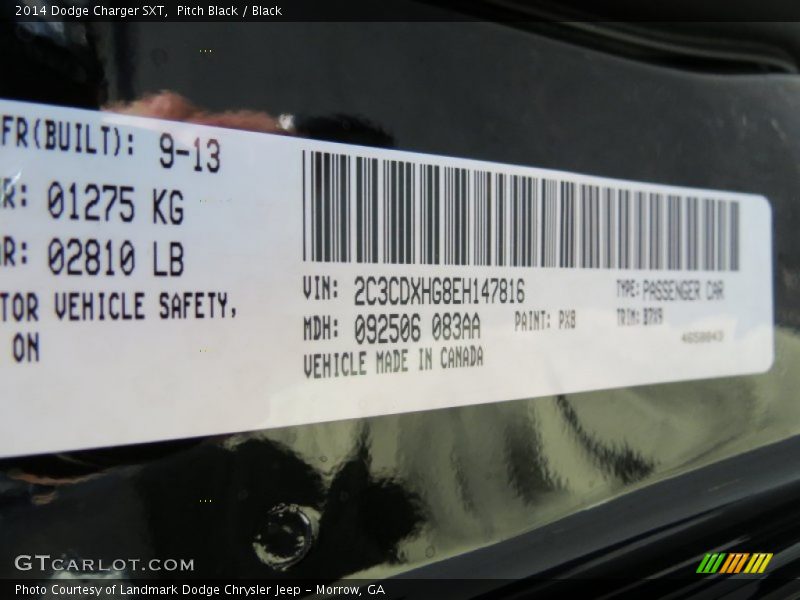 2014 Dodge Charger SXT,  Pitch Black / Black
FR(BUILT): 9-13
R: 01275 KG
R: 02810 LB
TOR VEHICLE SAFETY,
ON
VIN: 2C3CDXHG8EH147816
TYPE: PASSENGER CAR
MDH: 092506 083AA
PAINT: PX8
TRIM: B7X9
VEHICLE MADE IN CANADA
GTCARLOT.COM
Photo Courtesy of Landmark Dodge Chrysler Jeep – Morrow, GA